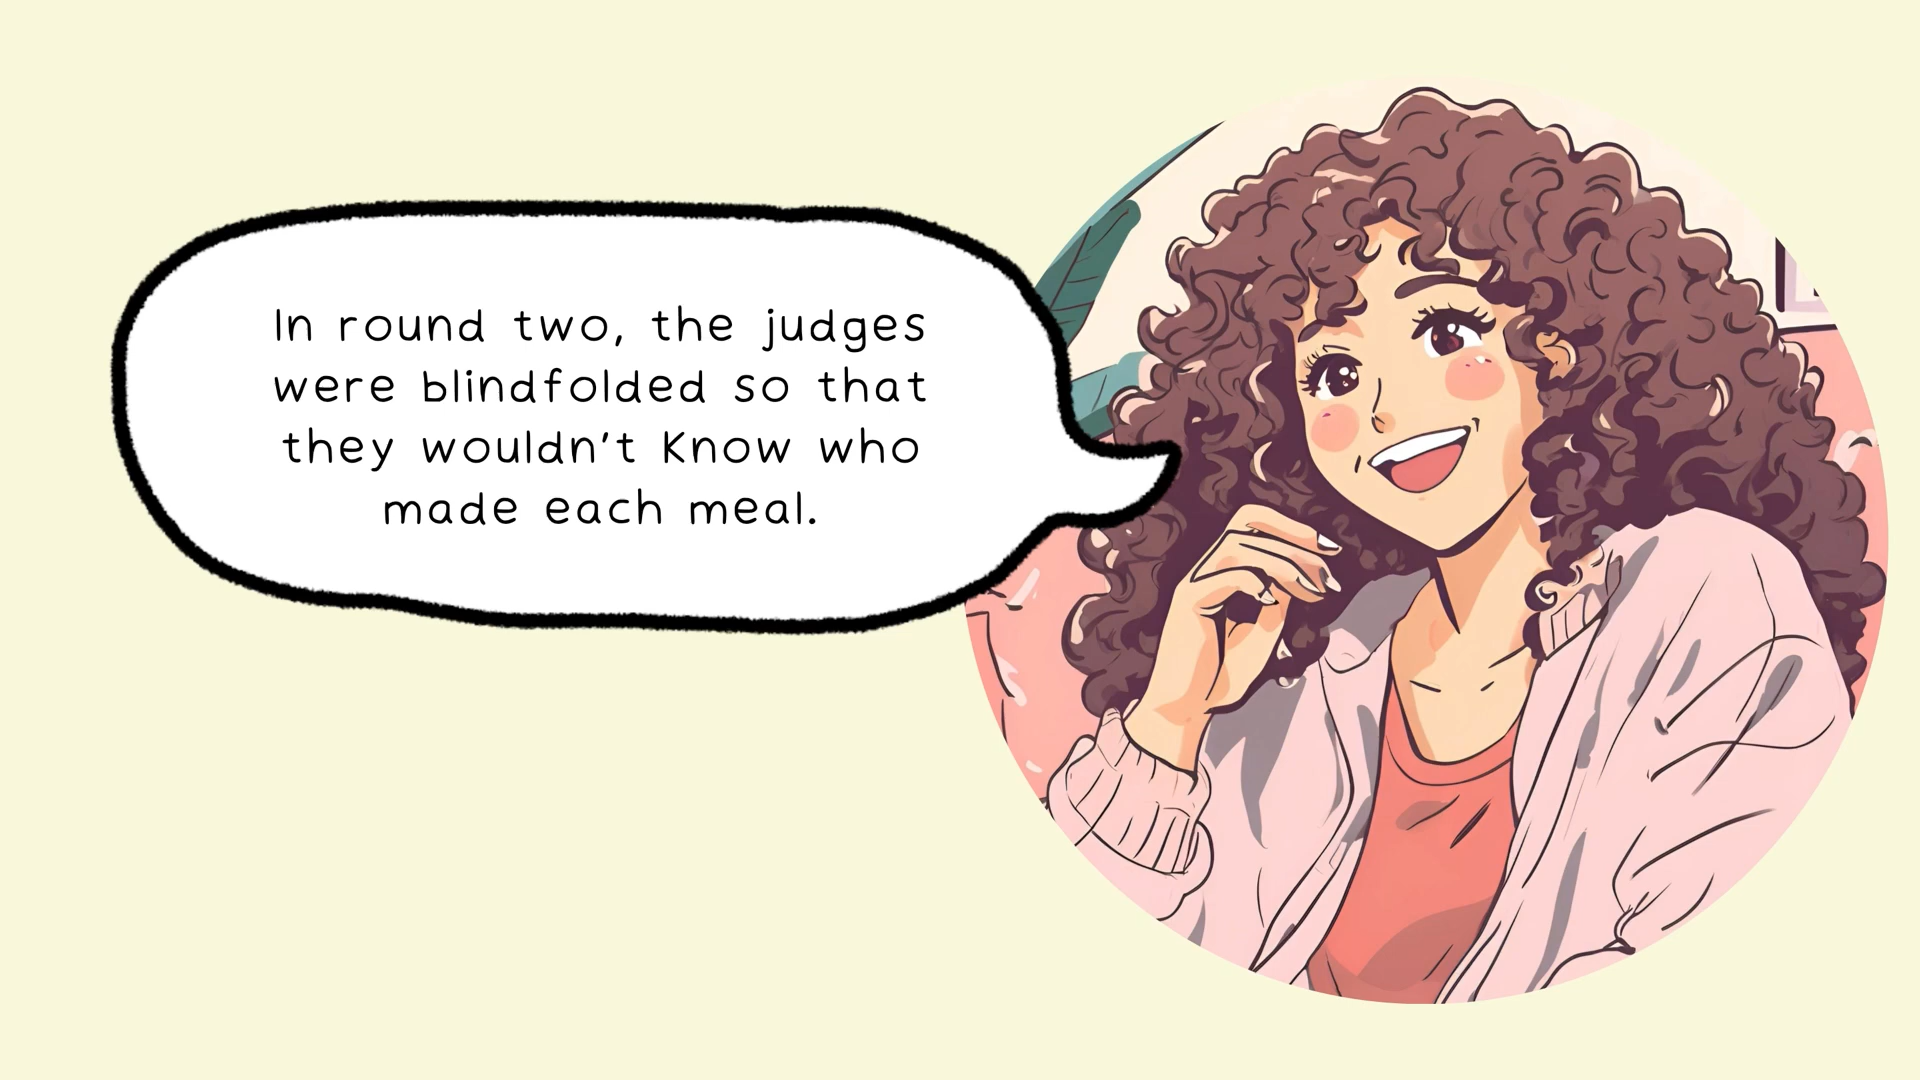 In round two, the judges
were blindfolded so that
they wouldn't know who
made each meal.